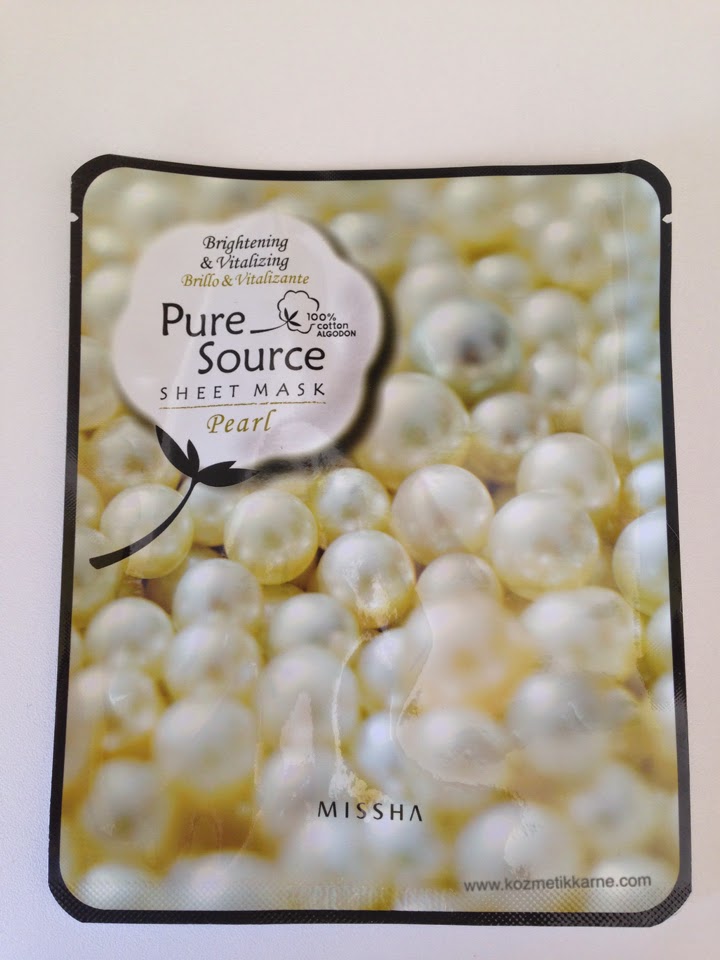 Brightening
& Vitalizing
Brillo & Vitalizante
Pure
100%
cotton
ALGODON
Source
SHEET MASK
Pearl
MISSHA
www.kozmetikkarne.com